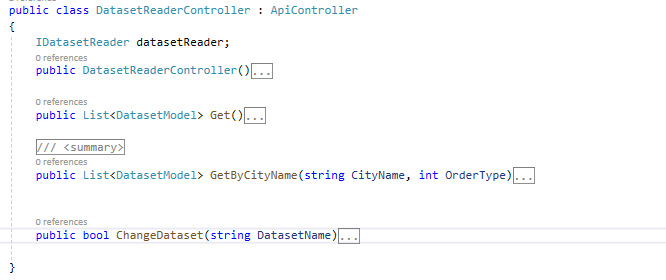 public class DatasetReaderController : ApiController
{
IDatasetReader datasetReader;
0 references
public DatasetReaderController()...
0 references
public List<DatasetModel> Get()...
/// <summary>
0 references
public List<DatasetModel> GetByCityName(string CityName, int OrderType)...
0 references
public bool ChangeDataset(string DatasetName)...
}